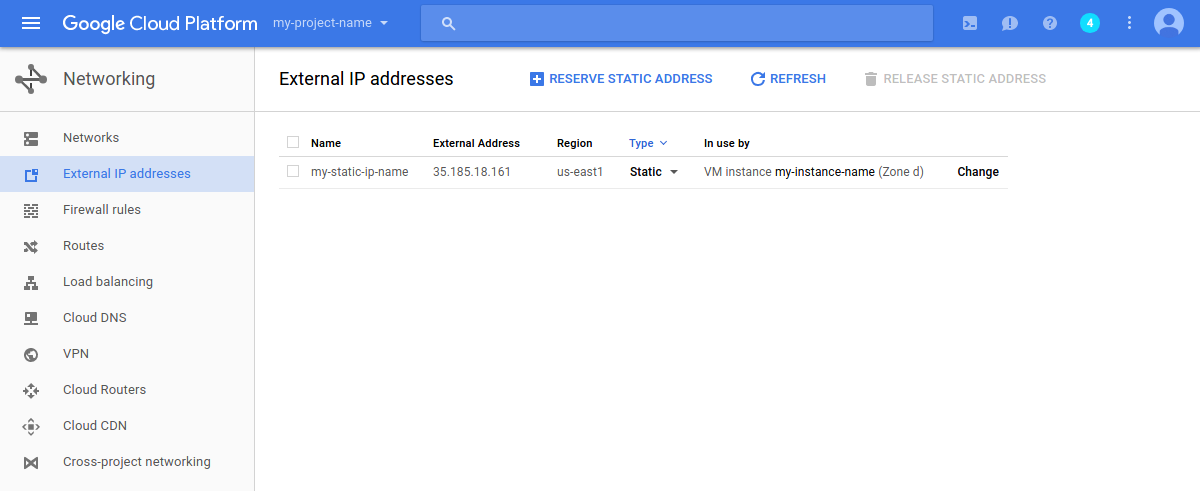 Google Cloud Platform my-project-name 4
Networking
External IP addresses RESERVE STATIC ADDRESS REFRESH RELEASE STATIC ADDRESS
Networks
External IP addresses
Firewall rules
Routes
Load balancing
Cloud DNS
VPN
Cloud Routers
Cloud CDN
Cross-project networking
Name External Address Region Type In use by
my-static-ip-name 35.185.18.161 us-east1 Static VM instance my-instance-name (Zone d) Change